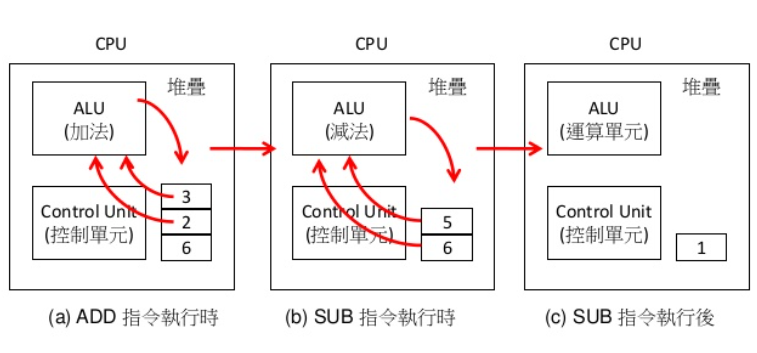 CPU
堆疊
ALU
(加法)
Control Unit
(控制單元)
3
2
6
(a) ADD 指令執行時
CPU
堆疊
ALU
(減法)
Control Unit
(控制單元)
5
6
(b) SUB 指令執行時
CPU
堆疊
ALU
(運算單元)
Control Unit
(控制單元)
1
(c) SUB 指令執行後